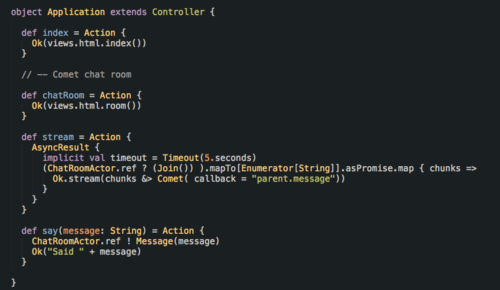 object Application extends Controller {
def index = Action {
Ok(views.html.index())
}
// -- Comet chat room
def chatRoom = Action {
Ok(views.html.room())
}
def stream = Action {
AsyncResult {
implicit val timeout = Timeout(5.seconds)
(ChatRoomActor.ref ? (Join()) ).mapTo[Enumerator[String]].asPromise.map { chunks =>
Ok.stream(chunks &> Comet( callback = "parent.message"))
}
}
}
def say(message: String) = Action {
ChatRoomActor.ref ! Message(message)
Ok("Said " + message)
}
}